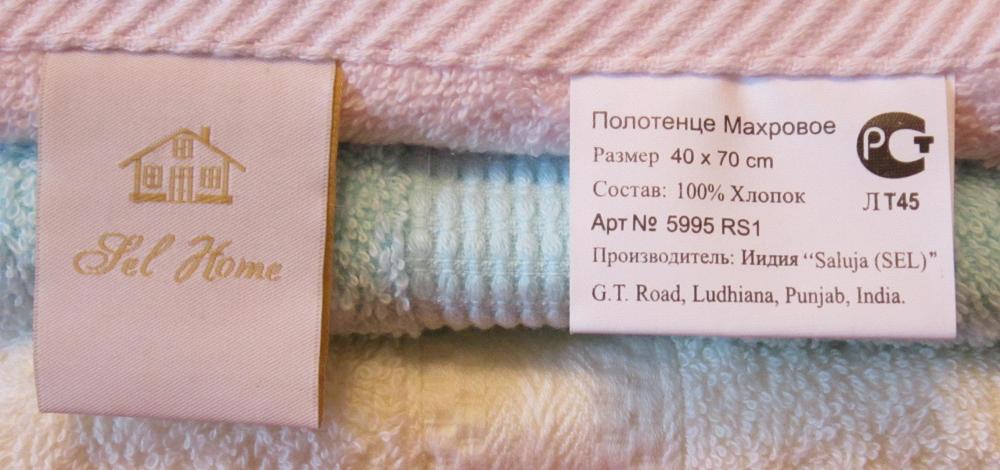 Sel Home
Полотенце Махровое
Размер 40 x 70 cm
Состав: 100% Хлопок
Арт № 5995 RS1
Производитель: Иидия “Saluja (SEL)”
G.T. Road, Ludhiana, Punjab, India.
РСТ
Л Т45